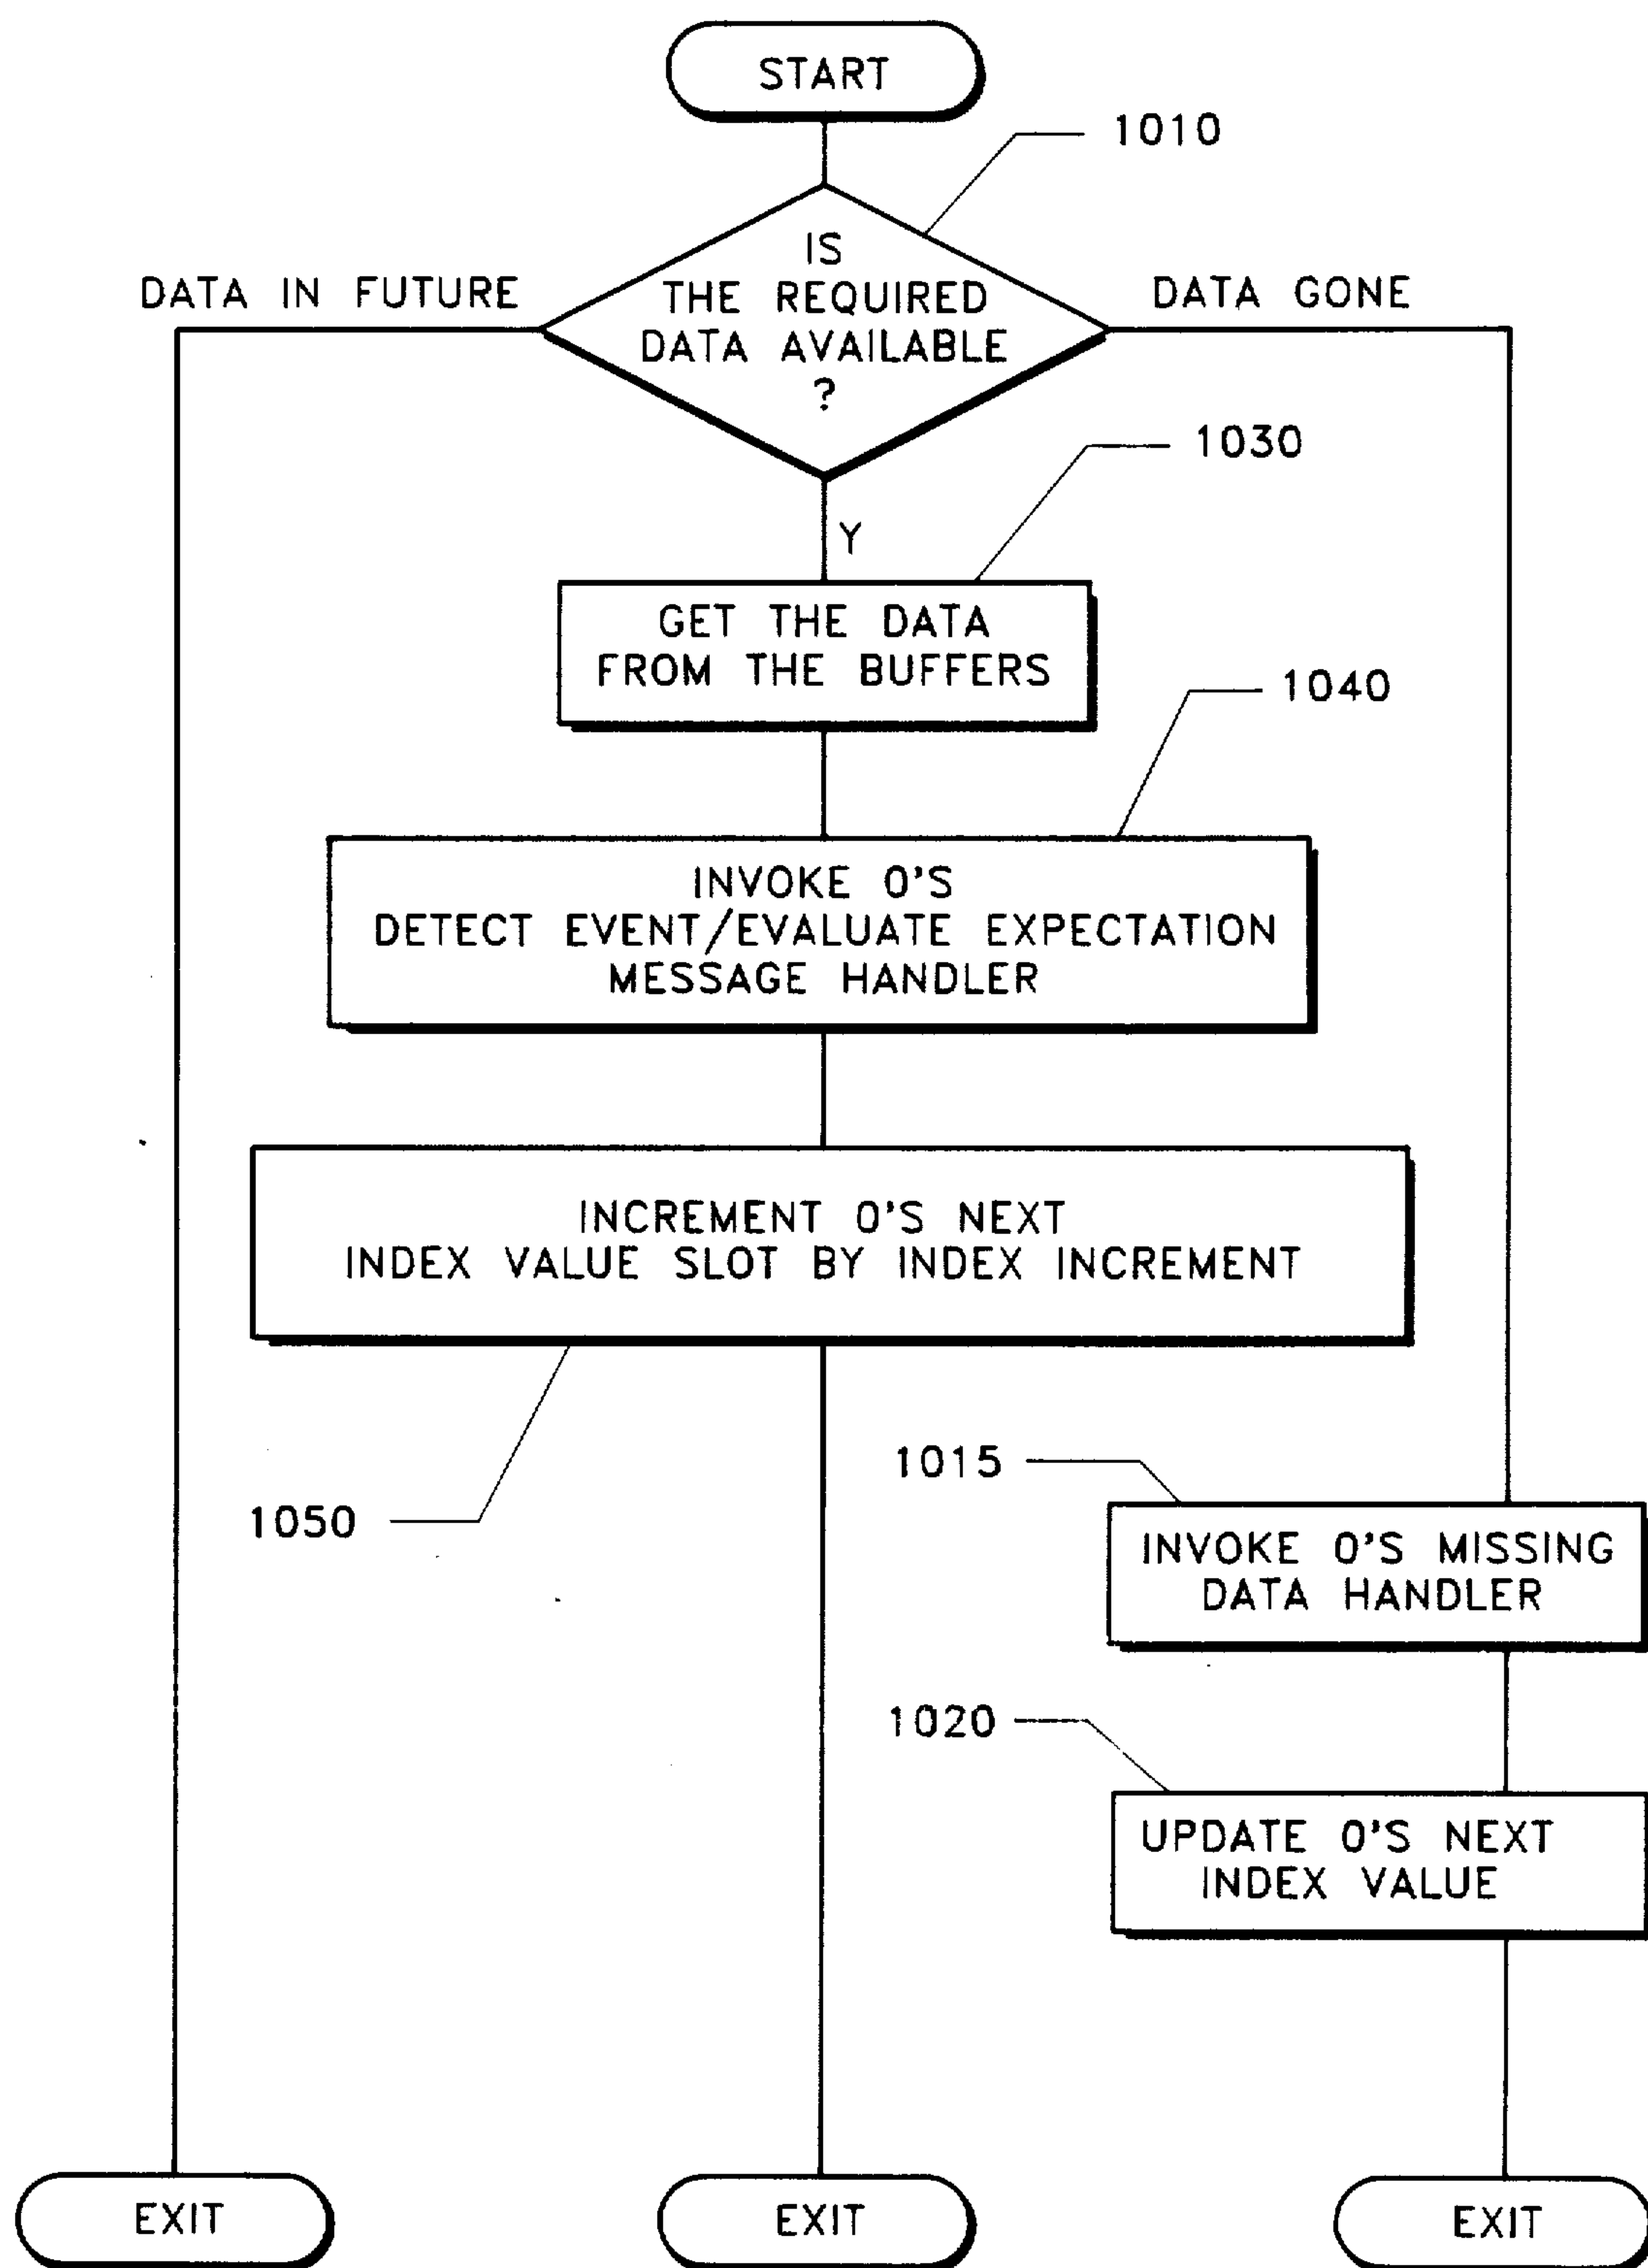 START
1010
IS
THE REQUIRED
DATA AVAILABLE
?
DATA IN FUTURE
DATA GONE
1030
Y
GET THE DATA
FROM THE BUFFERS
1040
INVOKE O'S
DETECT EVENT/EVALUATE EXPECTATION
MESSAGE HANDLER
INCREMENT O'S NEXT
INDEX VALUE SLOT BY INDEX INCREMENT
1050
1015
INVOKE O'S MISSING
DATA HANDLER
1020
UPDATE O'S NEXT
INDEX VALUE
EXIT
EXIT
EXIT